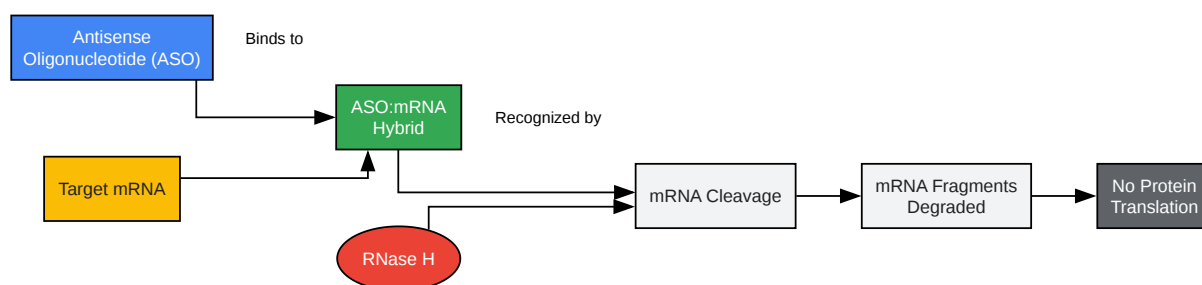 Antisense
Oligonucleotide (ASO)
Binds to
ASO:mRNA
Hybrid
Recognized by
Target mRNA
mRNA Cleavage
mRNA Fragments
Degraded
No Protein
Translation
RNase H